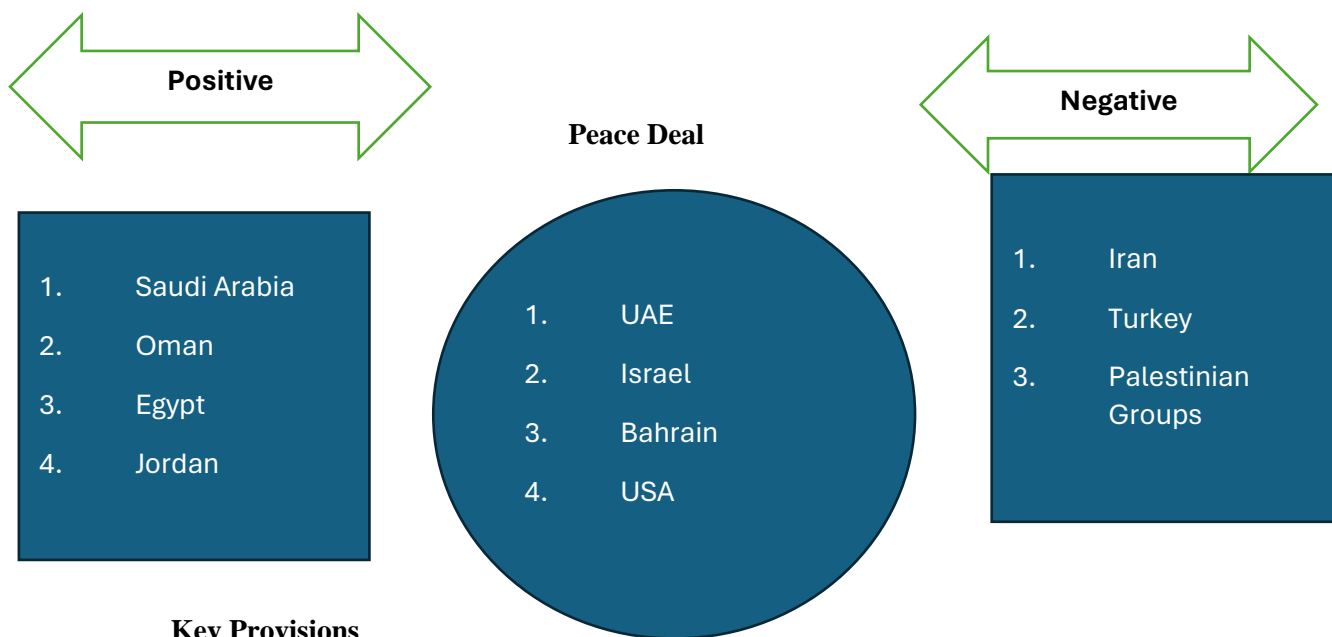 Positive
Negative
Peace Deal
1. Saudi Arabia
2. Oman
3. Egypt
4. Jordan
1. UAE
2. Israel
3. Bahrain
4. USA
1. Iran
2. Turkey
3. Palestinian
Groups
Key Provisions